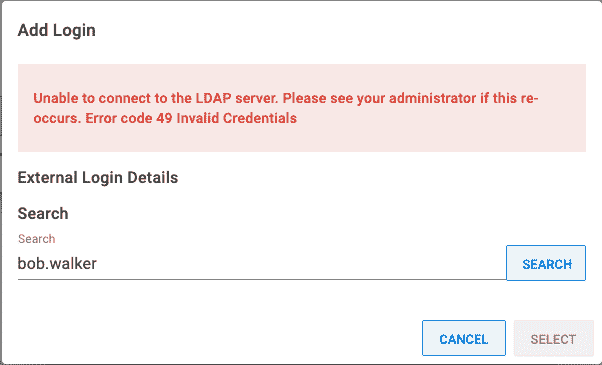 Add Login
Unable to connect to the LDAP server. Please see your administrator if this re-
occurs. Error code 49 Invalid Credentials
External Login Details
Search
Search
bob.walker
SEARCH
CANCEL
SELECT